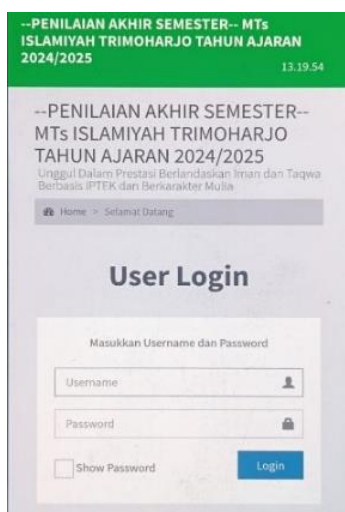 --PENILAIAN AKHIR SEMESTER-- MTs
ISLAMIYAH TRIMOHARJO TAHUN AJARAN
2024/2025
13.19.54
--PENILAIAN AKHIR SEMESTER--
MTs ISLAMIYAH TRIMOHARJO
TAHUN AJARAN 2024/2025
Unggul Dalam Prestasi Berlandaskan Iman dan Taqwa
Berbasis IPTEK dan Berkarakter Mulia
Home > Selamat Datang
User Login
Masukkan Username dan Password
Username
Password
Show Password
Login